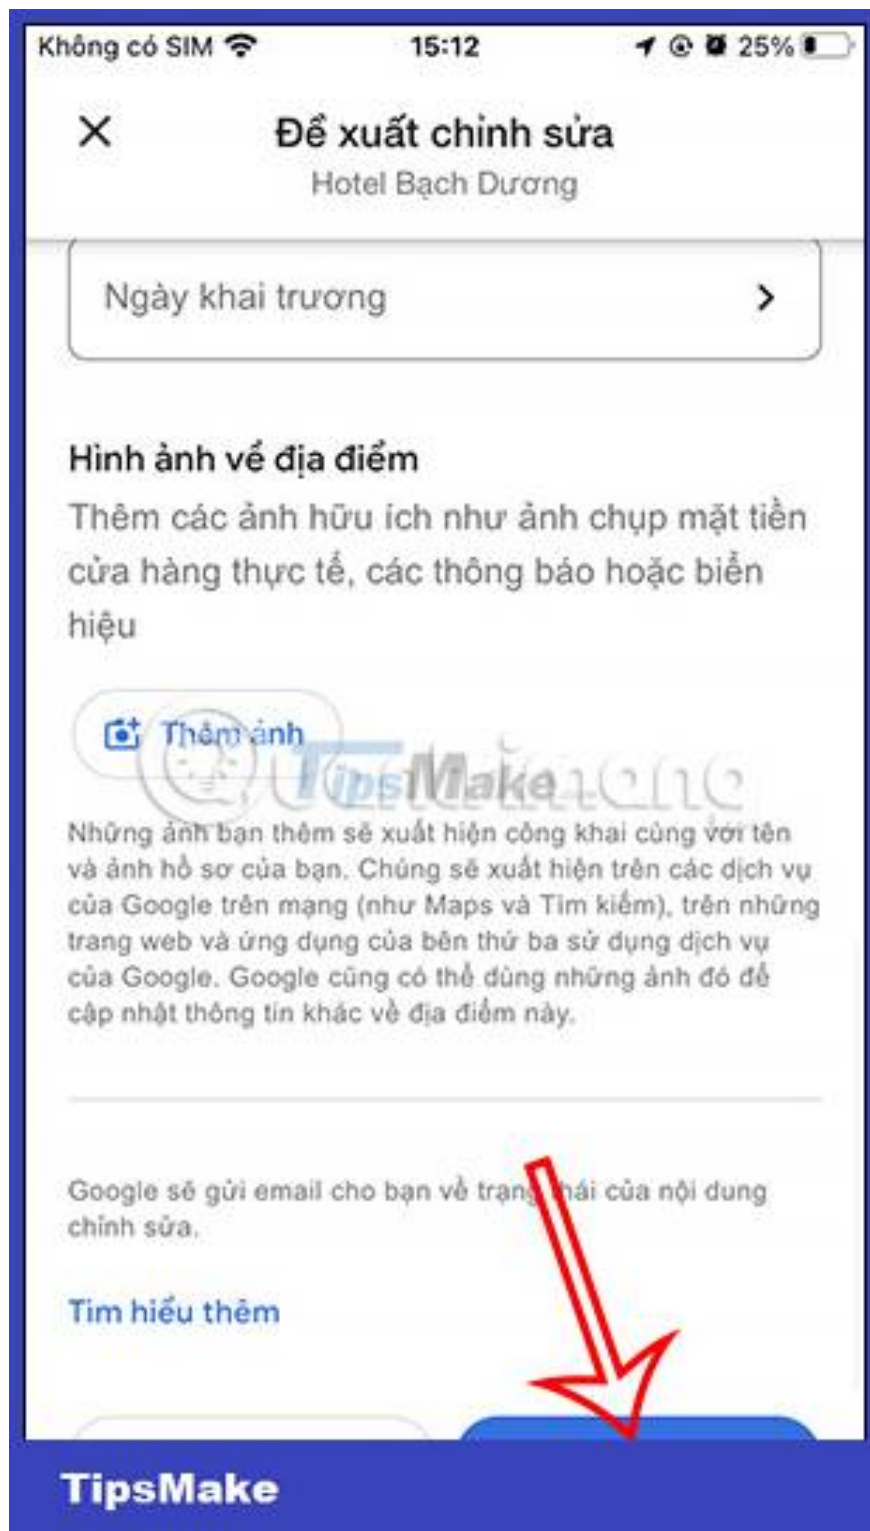 Không có SIM 15:12 25%
Đề xuất chỉnh sửa
Hotel Bạch Dương
Ngày khai trương
Hình ảnh về địa điểm
Thêm các ảnh hữu ích như ảnh chụp mặt tiền
cửa hàng thực tế, các thông báo hoặc biển
hiệu
Thêm ảnh
TipsMake
Những ảnh bạn thêm sẽ xuất hiện công khai cùng với tên
và ảnh hồ sơ của bạn. Chúng sẽ xuất hiện trên các dịch vụ
của Google trên mạng (như Maps và Tìm kiếm), trên những
trang web và ứng dụng của bên thứ ba sử dụng dịch vụ
của Google. Google cũng có thể dùng những ảnh đó để
cập nhật thông tin khác về địa điểm này.
Google sẽ gửi email cho bạn về trạng thái của nội dung
chỉnh sửa.
Tìm hiểu thêm
TipsMake